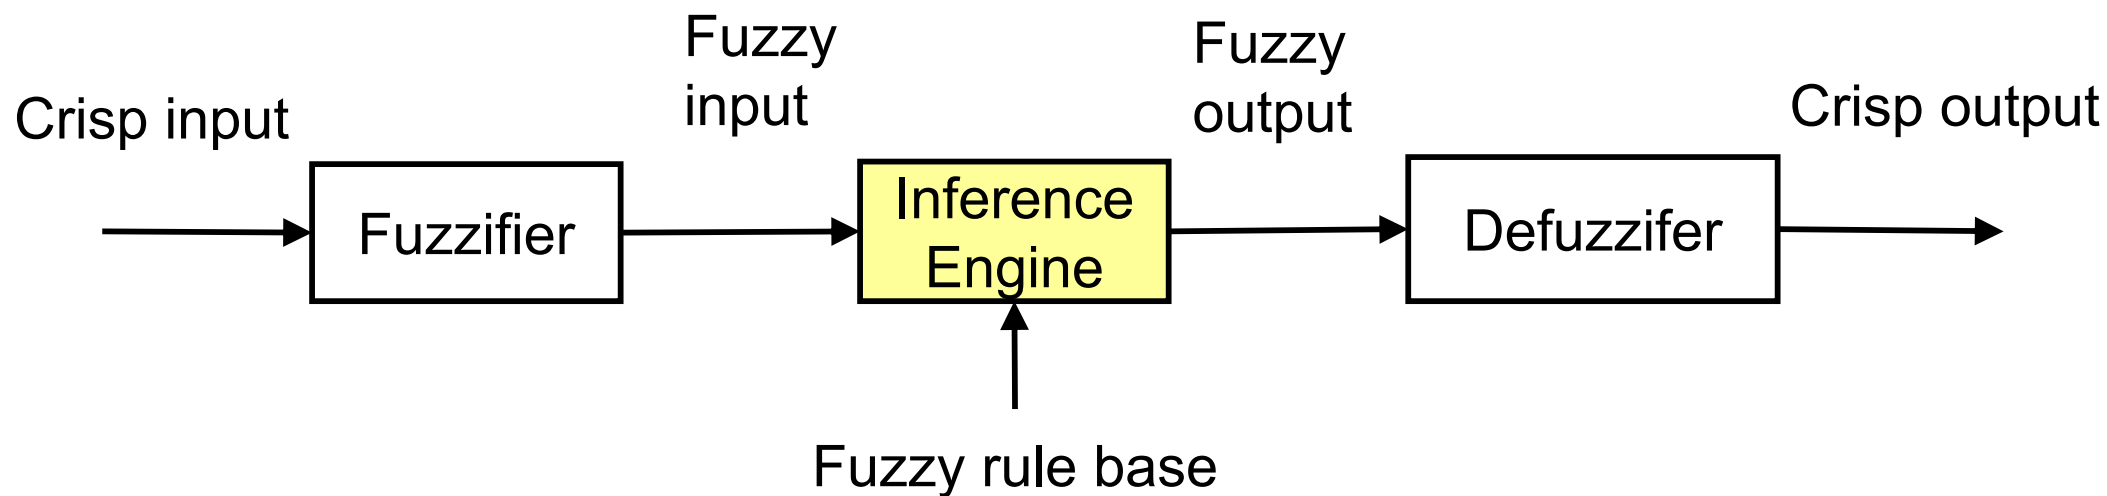 Crisp input
Fuzzifier
Fuzzy
input
Inference
Engine
Fuzzy rule base
Fuzzy
output
Defuzzifer
Crisp output